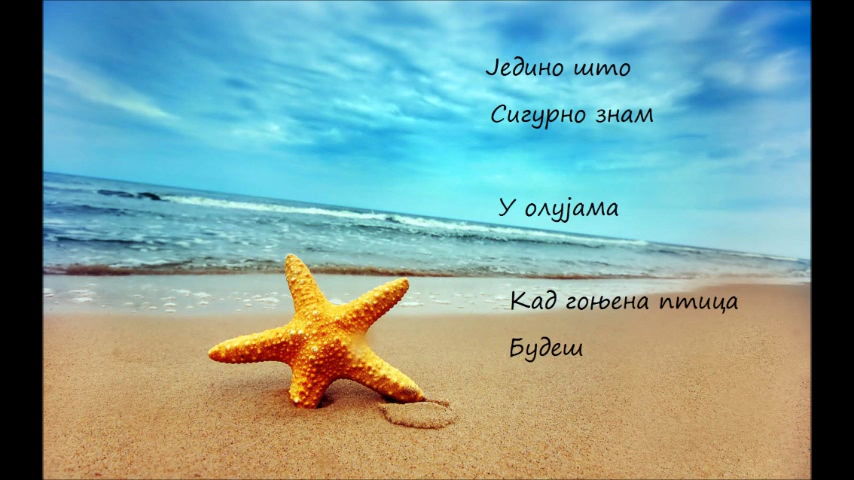 Једино што
Сигурно знам
У олујама
Кад гоњена птица
Будеш